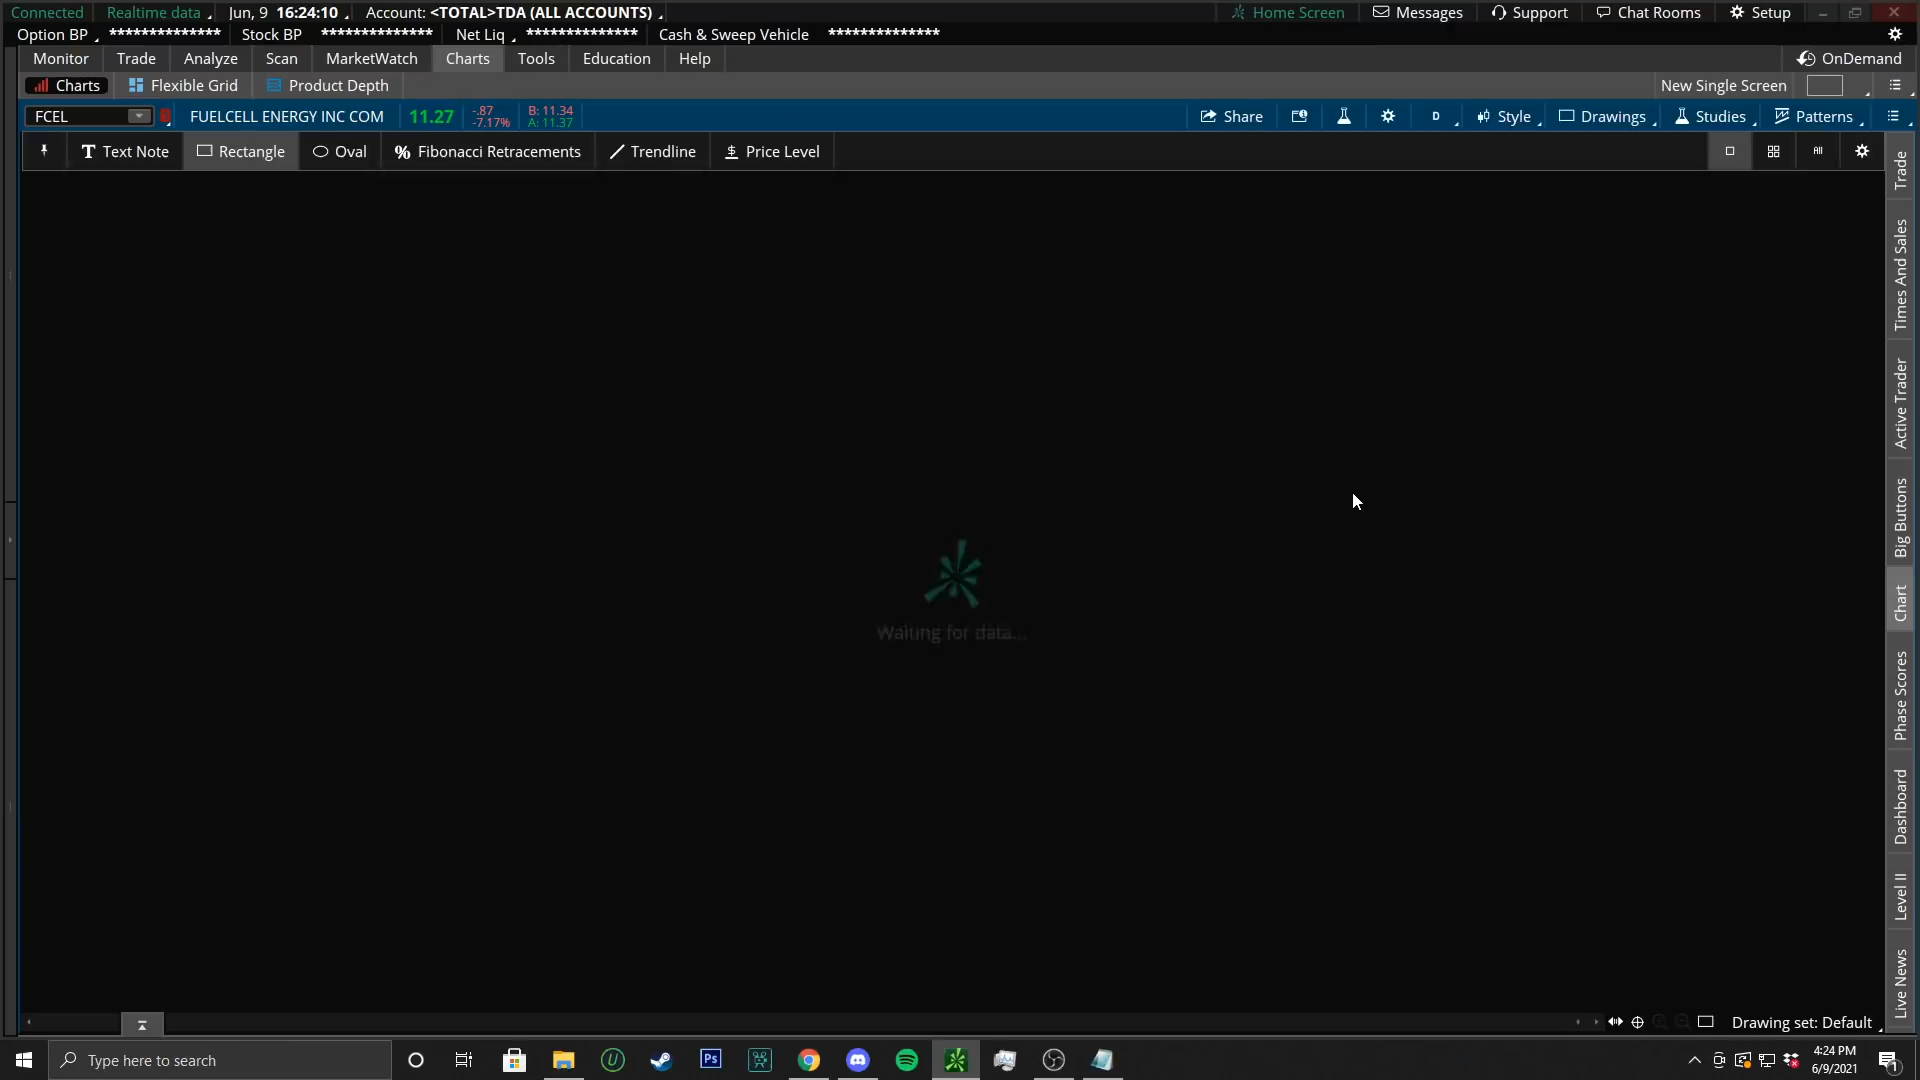 Connected Realtime data Jun, 9 16:24:10 Account: <TOTAL>TDA (ALL ACCOUNTS) Home Screen Messages Support Chat Rooms Setup
Option BP ************** Stock BP ************** Net Liq ************** Cash & Sweep Vehicle **************
Monitor Trade Analyze Scan MarketWatch Charts Tools Education Help OnDemand
Charts Flexible Grid Product Depth New Single Screen
FCEL FUELCELL ENERGY INC COM 11.27 -.87 B: 11.34 Share D Style Drawings Studies Patterns
-7.17% A: 11.37
T Text Note Rectangle Oval % Fibonacci Retracements Trendline $ Price Level All
Trade
Times And Sales
Active Trader
Big Buttons
Chart
Phase Scores
Dashboard
Level II
Live News
Waiting for data...
Drawing set: Default
Type here to search Ps 4:24 PM
6/9/2021
1